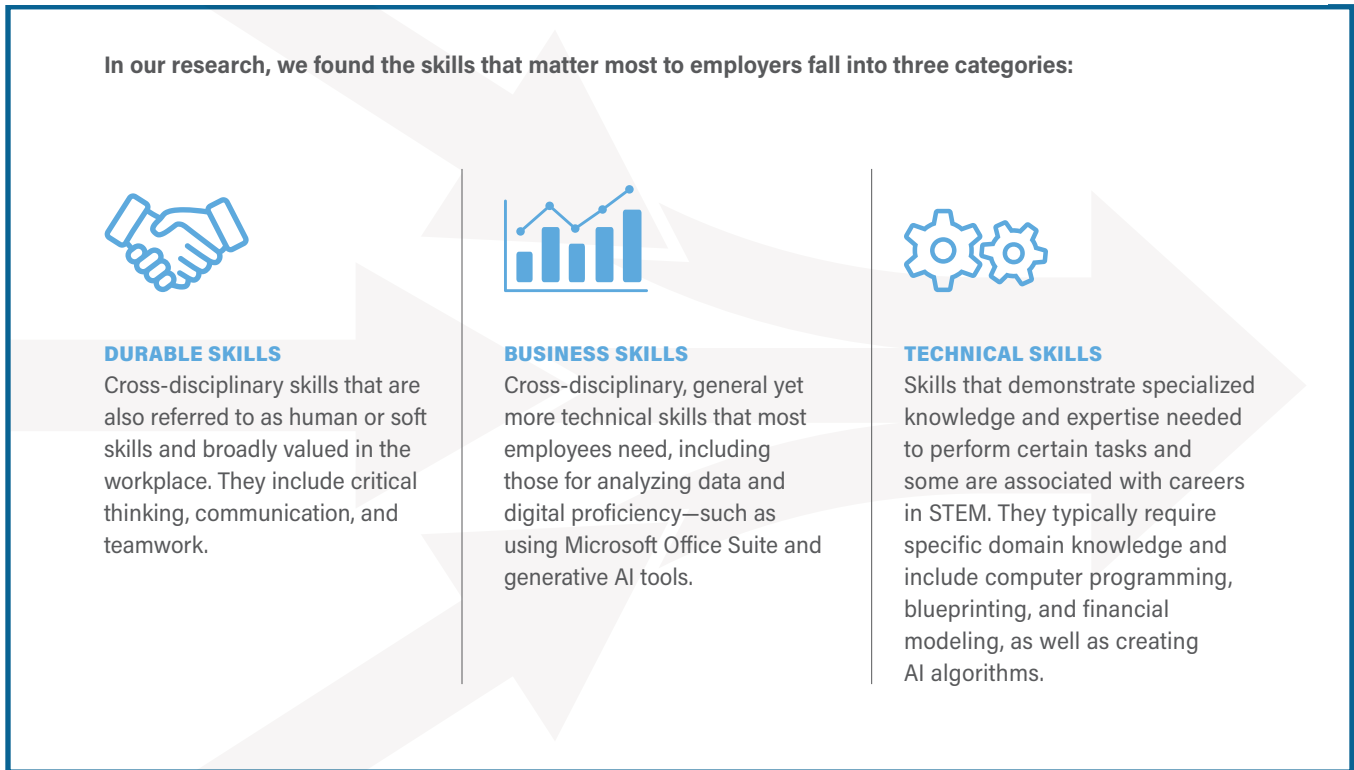 In our research, we found the skills that matter most to employers fall into three categories:
DURABLE SKILLS
Cross-disciplinary skills that are
also referred to as human or soft
skills and broadly valued in the
workplace. They include critical
thinking, communication, and
teamwork.
BUSINESS SKILLS
Cross-disciplinary, general yet
more technical skills that most
employees need, including
those for analyzing data and
digital proficiency—such as
using Microsoft Office Suite and
generative AI tools.
TECHNICAL SKILLS
Skills that demonstrate specialized
knowledge and expertise needed
to perform certain tasks and
some are associated with careers
in STEM. They typically require
specific domain knowledge and
include computer programming,
blueprinting, and financial
modeling, as well as creating
AI algorithms.